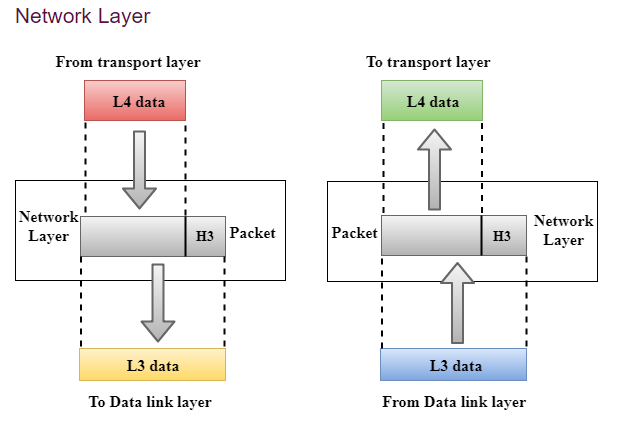 Network Layer
From transport layer
L4 data
Network
Layer
H3
Packet
L3 data
To Data link layer
To transport layer
L4 data
Packet
H3
Network
Layer
L3 data
From Data link layer